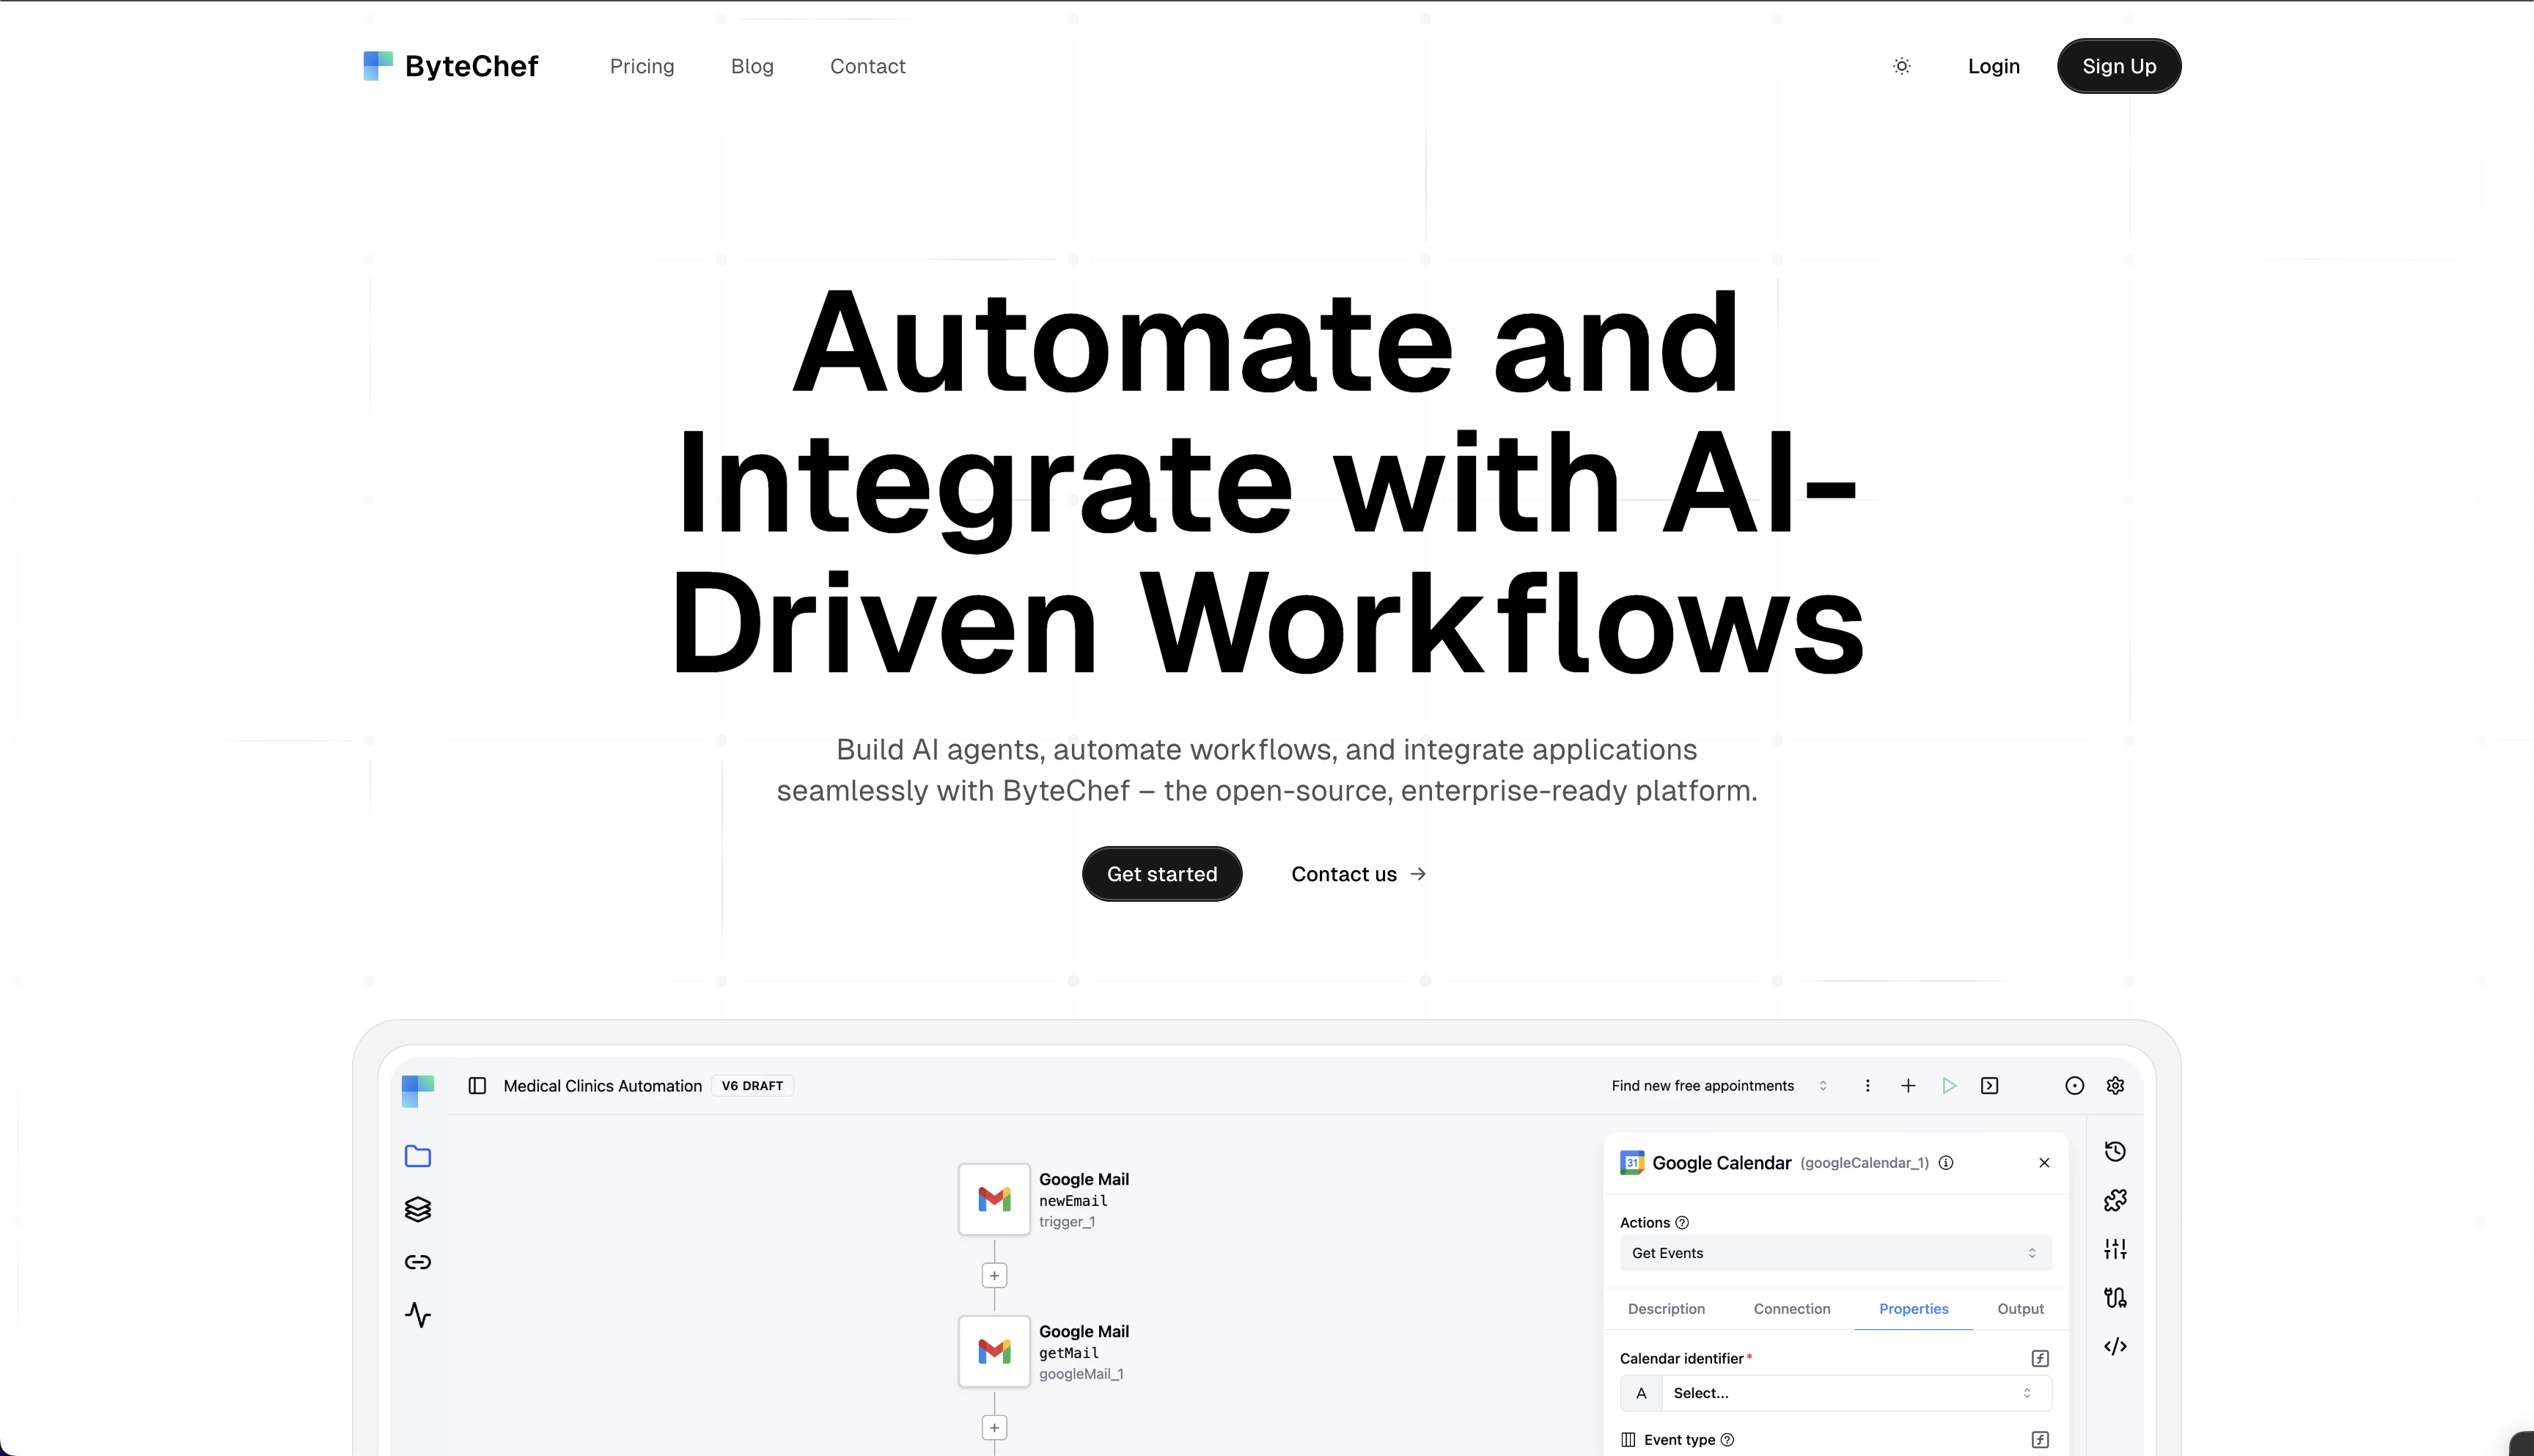 ByteChef
Pricing
Blog
Contact
Login
Sign Up
Automate and
Integrate with AI-
Driven Workflows
Build AI agents, automate workflows, and integrate applications
seamlessly with ByteChef – the open-source, enterprise-ready platform.
Get started
Contact us →
Medical Clinics Automation
V6 DRAFT
Find new free appointments
Google Mail
newEmail
trigger_1
Google Mail
getMail
googleMail_1
31
Google Calendar (googleCalendar_1)
Actions
Get Events
Description
Connection
Properties
Output
Calendar identifier*
A
Select...
Event type